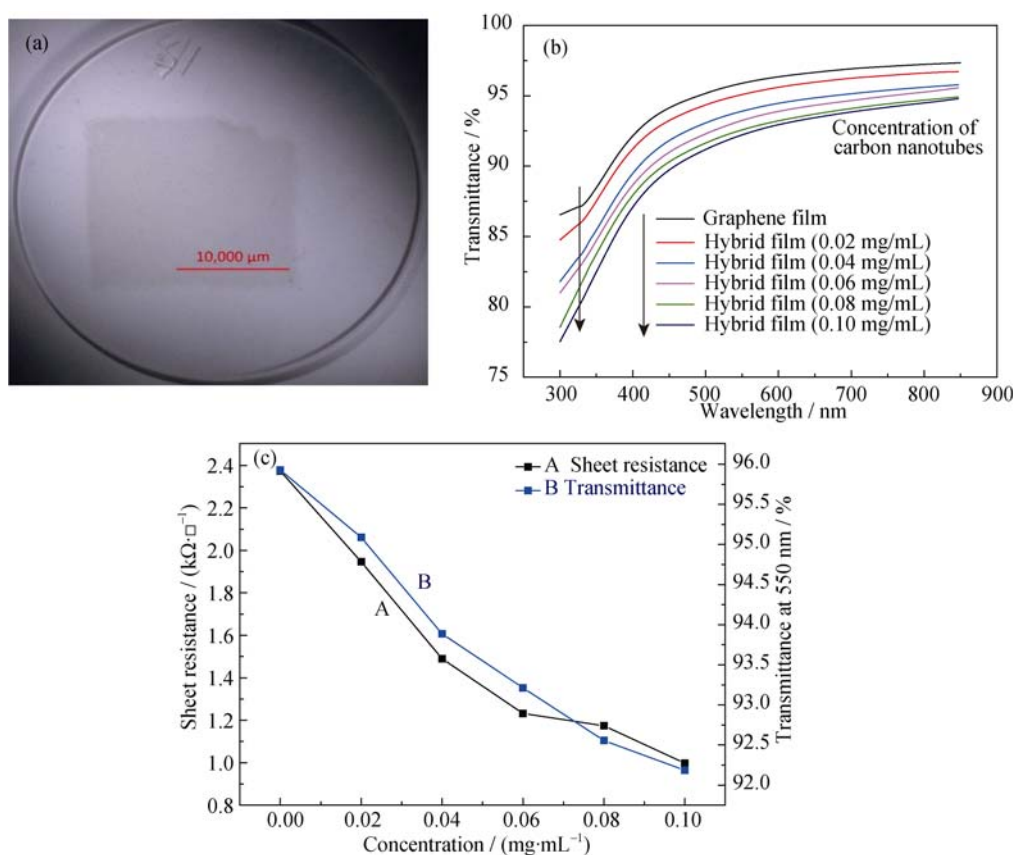 (a)
10,000 μm
(b)
100
95
90
85
80
75
Transmittance / %
300
400
500
600
700
800
900
Wavelength / nm
Concentration of
carbon nanotubes
Graphene film
Hybrid film (0.02 mg/mL)
Hybrid film (0.04 mg/mL)
Hybrid film (0.06 mg/mL)
Hybrid film (0.08 mg/mL)
Hybrid film (0.10 mg/mL)
(c)
A Sheet resistance
B Transmittance
2.4
2.2
2.0
1.8
1.6
1.4
1.2
1.0
0.8
Sheet resistance / (kΩ·□⁻¹)
A
B
96.0
95.5
95.0
94.5
94.0
93.5
93.0
92.5
92.0
Transmittance at 550 nm / %
0.00
0.02
0.04
0.06
0.08
0.10
Concentration / (mg·mL⁻¹)